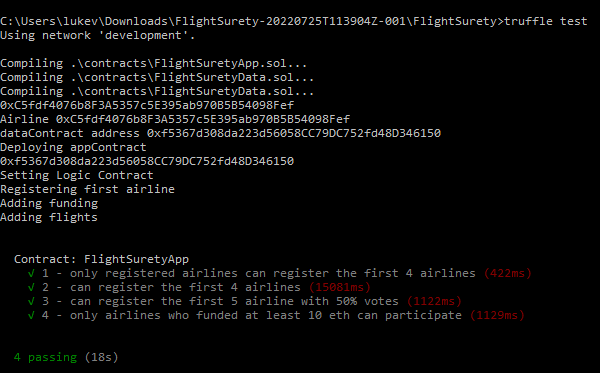 C:\Users\lukev\Downloads\FlightSurety-20220725T113904Z-001\FlightSurety>truffle test
Using network 'development'.
Compiling .\contracts\FlightSuretyApp.sol...
Compiling .\contracts\FlightSuretyData.sol...
Compiling .\contracts\FlightSuretyData.sol...
0xC5fdf4076b8F3A5357c5E395ab970B5B54098Fef
Airline 0xC5fdf4076b8F3A5357c5E395ab970B5B54098Fef
dataContract address 0xf5367d308da223d56058CC79DC752fd48D346150
Deploying appContract
0xf5367d308da223d56058CC79DC752fd48D346150
Setting Logic Contract
Registering first airline
Adding funding
Adding flights
Contract: FlightSuretyApp
√ 1 - only registered airlines can register the first 4 airlines (422ms)
√ 2 - can register the first 4 airlines (15081ms)
√ 3 - can register the first 5 airline with 50% votes (1122ms)
√ 4 - only airlines who funded at least 10 eth can participate (1129ms)
4 passing (18s)